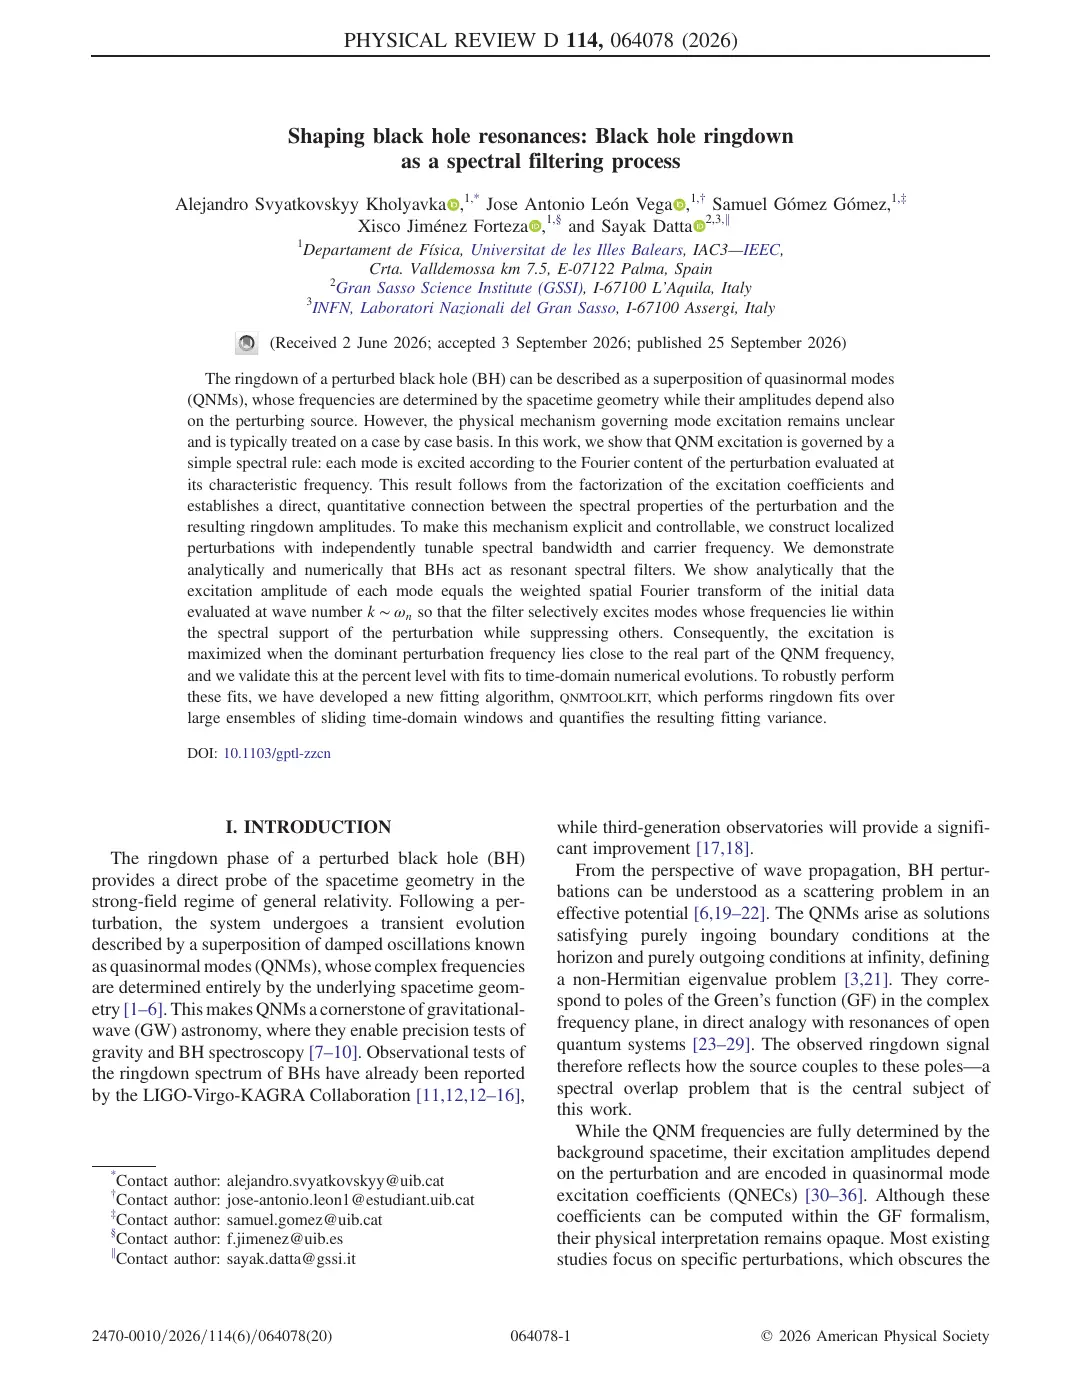 PHYSICAL REVIEW D 114, 064078 (2026)
Shaping black hole resonances: Black hole ringdown
as a spectral filtering process
Alejandro Svyatkovskyy Kholyavka,1,* Jose Antonio León Vega,1,† Samuel Gómez Gómez,1,‡
Xisco Jiménez Forteza,1,§ and Sayak Datta2,3,∥
1Departament de Física, Universitat de les Illes Balears, IAC3—IEEC,
Crta. Valldemossa km 7.5, E-07122 Palma, Spain
2Gran Sasso Science Institute (GSSI), I-67100 L'Aquila, Italy
3INFN, Laboratori Nazionali del Gran Sasso, I-67100 Assergi, Italy
(Received 2 June 2026; accepted 3 September 2026; published 25 September 2026)
The ringdown of a perturbed black hole (BH) can be described as a superposition of quasinormal modes
(QNMs), whose frequencies are determined by the spacetime geometry while their amplitudes depend also
on the perturbing source. However, the physical mechanism governing mode excitation remains unclear
and is typically treated on a case by case basis. In this work, we show that QNM excitation is governed by a
simple spectral rule: each mode is excited according to the Fourier content of the perturbation evaluated at
its characteristic frequency. This result follows from the factorization of the excitation coefficients and
establishes a direct, quantitative connection between the spectral properties of the perturbation and the
resulting ringdown amplitudes. To make this mechanism explicit and controllable, we construct localized
perturbations with independently tunable spectral bandwidth and carrier frequency. We demonstrate
analytically and numerically that BHs act as resonant spectral filters. We show analytically that the
excitation amplitude of each mode equals the weighted spatial Fourier transform of the initial data
evaluated at wave number k ∼ ωn so that the filter selectively excites modes whose frequencies lie within
the spectral support of the perturbation while suppressing others. Consequently, the excitation is
maximized when the dominant perturbation frequency lies close to the real part of the QNM frequency,
and we validate this at the percent level with fits to time-domain numerical evolutions. To robustly perform
these fits, we have developed a new fitting algorithm, QNMTOOLKIT, which performs ringdown fits over
large ensembles of sliding time-domain windows and quantifies the resulting fitting variance.
DOI: 10.1103/gptl-zzcn
I. INTRODUCTION
The ringdown phase of a perturbed black hole (BH)
provides a direct probe of the spacetime geometry in the
strong-field regime of general relativity. Following a per-
turbation, the system undergoes a transient evolution
described by a superposition of damped oscillations known
as quasinormal modes (QNMs), whose complex frequencies
are determined entirely by the underlying spacetime geom-
etry [1–6]. This makes QNMs a cornerstone of gravitational-
wave (GW) astronomy, where they enable precision tests of
gravity and BH spectroscopy [7–10]. Observational tests of
the ringdown spectrum of BHs have already been reported
by the LIGO-Virgo-KAGRA Collaboration [11,12,12–16],
*Contact author: alejandro.svyatkovskyy@uib.cat
†Contact author: jose-antonio.leon1@estudiant.uib.cat
‡Contact author: samuel.gomez@uib.cat
§Contact author: f.jimenez@uib.es
∥Contact author: sayak.datta@gssi.it
while third-generation observatories will provide a signifi-
cant improvement [17,18].
From the perspective of wave propagation, BH pertur-
bations can be understood as a scattering problem in an
effective potential [6,19–22]. The QNMs arise as solutions
satisfying purely ingoing boundary conditions at the
horizon and purely outgoing conditions at infinity, defining
a non-Hermitian eigenvalue problem [3,21]. They corre-
spond to poles of the Green's function (GF) in the complex
frequency plane, in direct analogy with resonances of open
quantum systems [23–29]. The observed ringdown signal
therefore reflects how the source couples to these poles—a
spectral overlap problem that is the central subject of
this work.
While the QNM frequencies are fully determined by the
background spacetime, their excitation amplitudes depend
on the perturbation and are encoded in quasinormal mode
excitation coefficients (QNECs) [30–36]. Although these
coefficients can be computed within the GF formalism,
their physical interpretation remains opaque. Most existing
studies focus on specific perturbations, which obscures the
2470-0010/2026/114(6)/064078(20)
064078-1
© 2026 American Physical Society